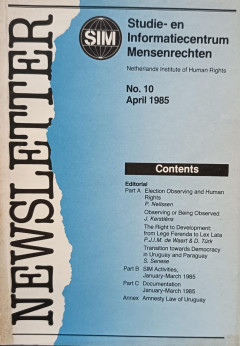 NEWSLETTER
SIM
Studie- en
Informatiecentrum
Mensenrechten
Netherlands Institute of Human Rights
No. 10
April 1985
Contents
Editorial
Part A Election Observing and Human
Rights
P. Nelissen
Observing or Being Observed
J. Kerstiëns
The Right to Development:
from Lege Ferenda to Lex Lata
P.J.I.M. de Waart & D. Türk
Transition towards Democracy
in Uruguay and Paraguay
S. Senese
Part B SIM Activities,
January-March 1985
Part C Documentation
January-March 1985
Annex Amnesty Law of Uruguay